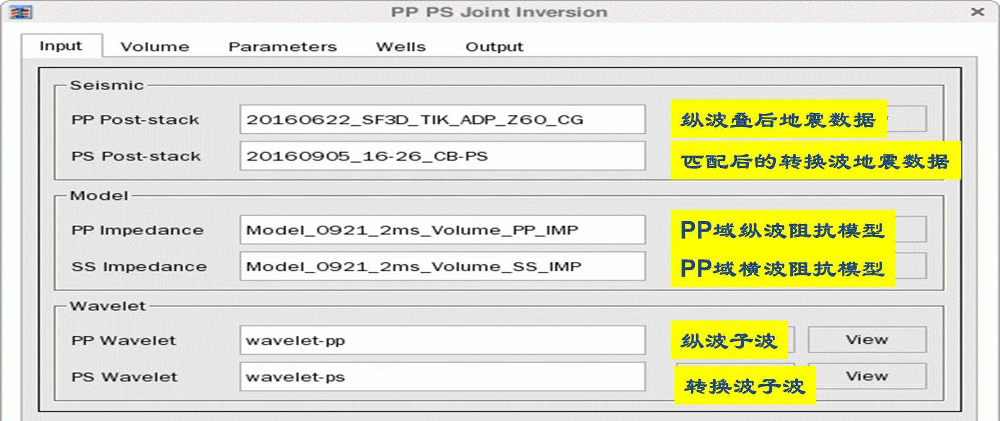 PP PS Joint Inversion
Input Volume Parameters Wells Output
Seismic
PP Post-stack 20160622_SF3D_TIK_ADP_Z60_CG 纵波叠后地震数据
PS Post-stack 20160905_16-26_CB-PS 匹配后的转换波地震数据
Model
PP Impedance Model_0921_2ms_Volume_PP_IMP PP域纵波阻抗模型
SS Impedance Model_0921_2ms_Volume_SS_IMP PP域横波阻抗模型
Wavelet
PP Wavelet wavelet-pp 纵波子波 View
PS Wavelet wavelet-ps 转换波子波 View